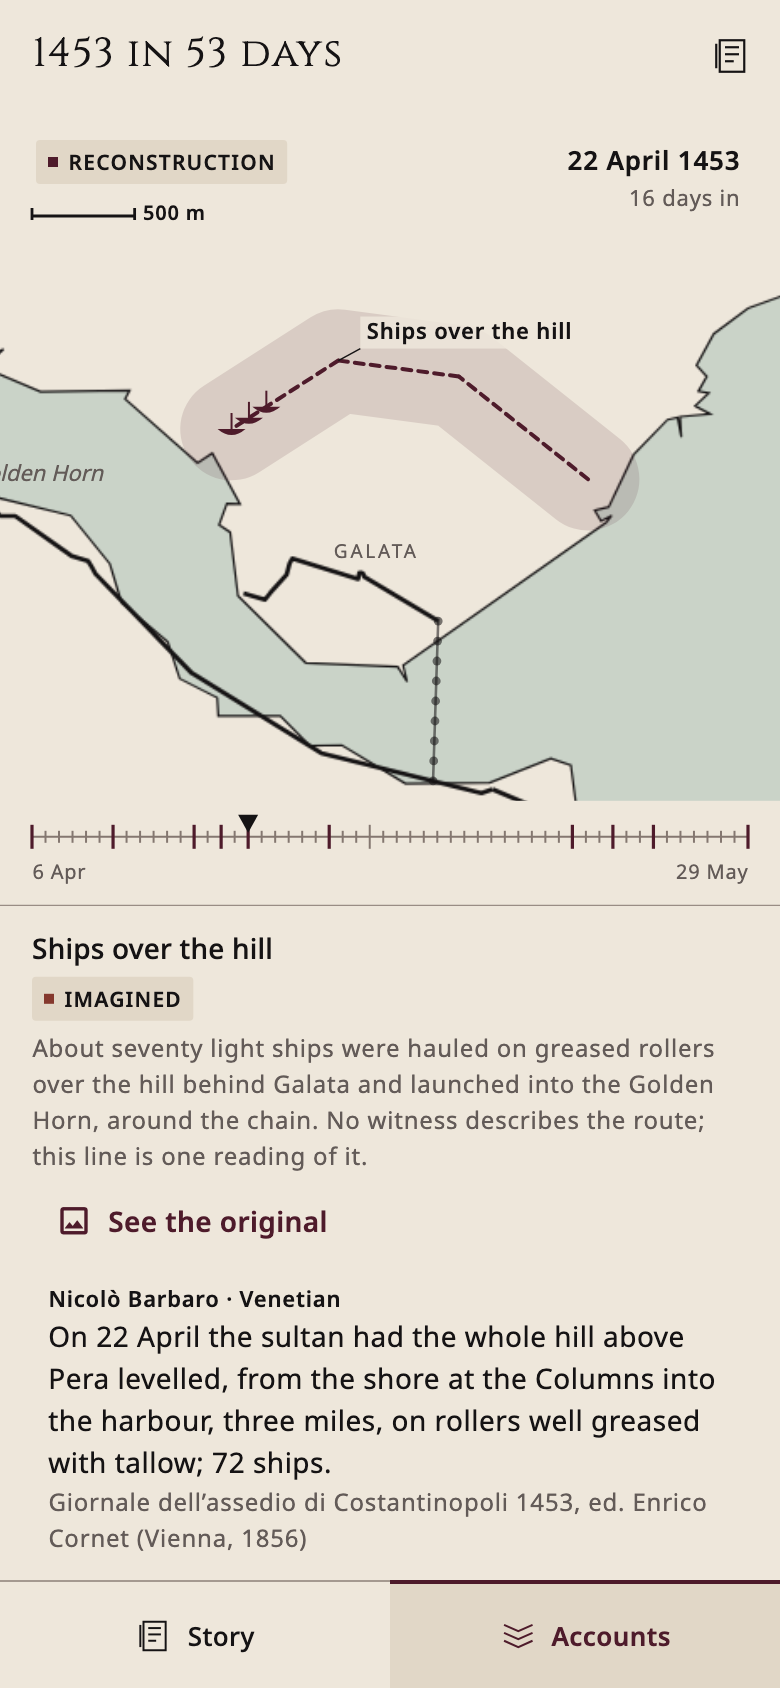 1453 IN 53 DAYS
RECONSTRUCTION
22 April 1453
16 days in
500 m
Ships over the hill
lden Horn
GALATA
6 Apr
29 May
Ships over the hill
IMAGINED
About seventy light ships were hauled on greased rollers
over the hill behind Galata and launched into the Golden
Horn, around the chain. No witness describes the route;
this line is one reading of it.
See the original
Nicolò Barbaro · Venetian
On 22 April the sultan had the whole hill above
Pera levelled, from the shore at the Columns into
the harbour, three miles, on rollers well greased
with tallow; 72 ships.
Giornale dell’assedio di Costantinopoli 1453, ed. Enrico
Cornet (Vienna, 1856)
Story
Accounts